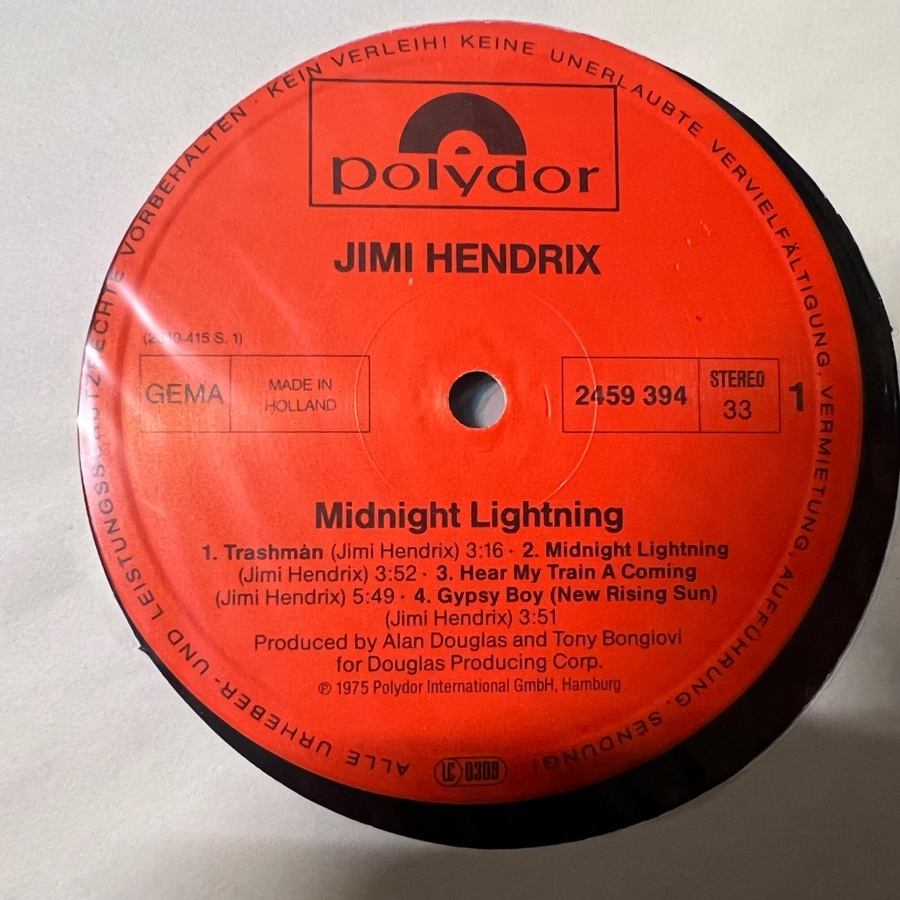 ALLE URHEBER- UND LEISTUNGSSCHUTZRECHTE VORBEHALTEN · KEIN VERLEIH! KEINE UNERLAUBTE VERVIELFÄLTIGUNG, VERMIETUNG, AUFFÜHRUNG, SENDUNG!
polydor
JIMI HENDRIX
415 S. 1)
GEMA
MADE IN
HOLLAND
2459 394
STEREO
33
1
Midnight Lightning
1. Trashman (Jimi Hendrix) 3:16 · 2. Midnight Lightning
(Jimi Hendrix) 3:52 · 3. Hear My Train A Coming
(Jimi Hendrix) 5:49 · 4. Gypsy Boy (New Rising Sun)
(Jimi Hendrix) 3:51
Produced by Alan Douglas and Tony Bongiovi
for Douglas Producing Corp.
℗ 1975 Polydor International GmbH, Hamburg
LC 0309